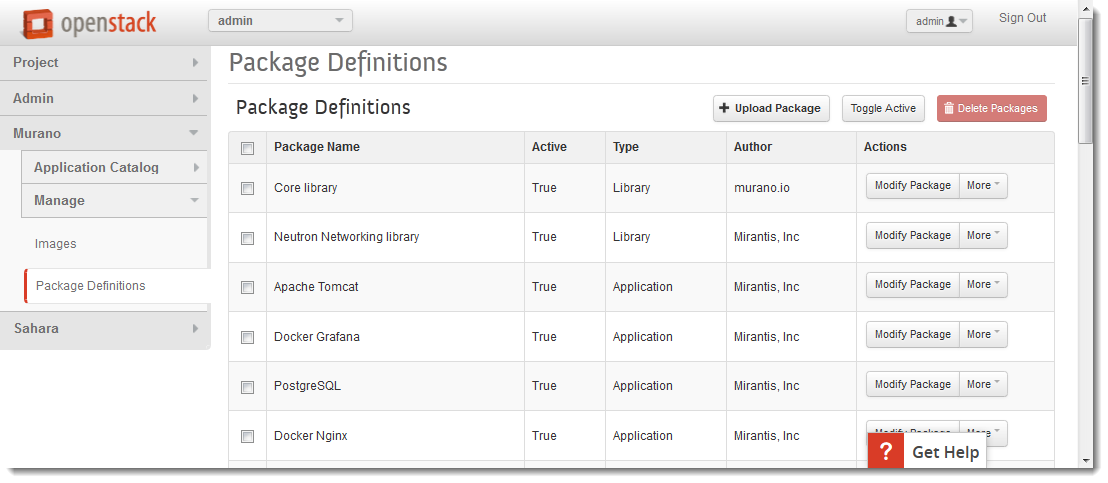 openstack admin admin Sign Out
Project
Admin
Murano
Application Catalog
Manage
Images
Package Definitions
Sahara
Package Definitions
Package Definitions + Upload Package Toggle Active Delete Packages
Package Name Active Type Author Actions
Core library True Library murano.io Modify Package More
Neutron Networking library True Library Mirantis, Inc Modify Package More
Apache Tomcat True Application Mirantis, Inc Modify Package More
Docker Grafana True Application Mirantis, Inc Modify Package More
PostgreSQL True Application Mirantis, Inc Modify Package More
Docker Nginx True Application Mirantis, Inc Modify Package More
? Get Help